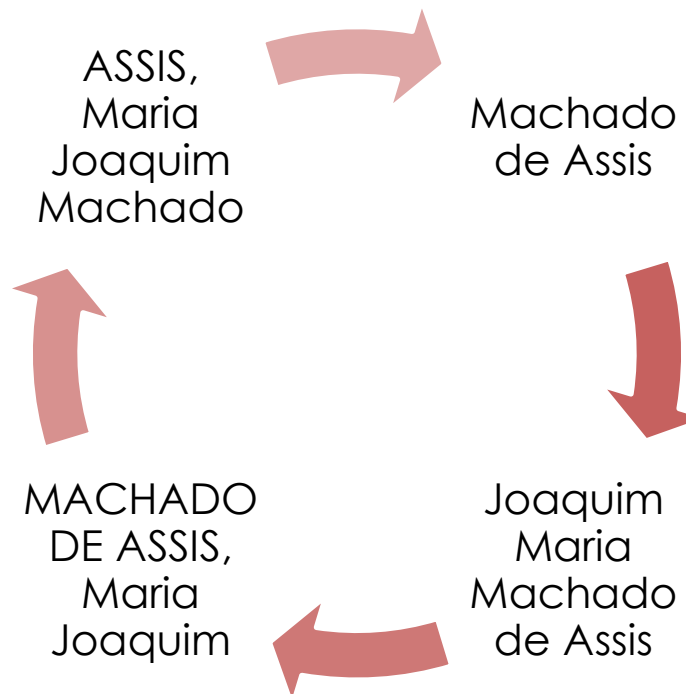 ASSIS,
Maria
Joaquim
Machado
Machado
de Assis
Joaquim
Maria
Machado
de Assis
MACHADO
DE ASSIS,
Maria
Joaquim